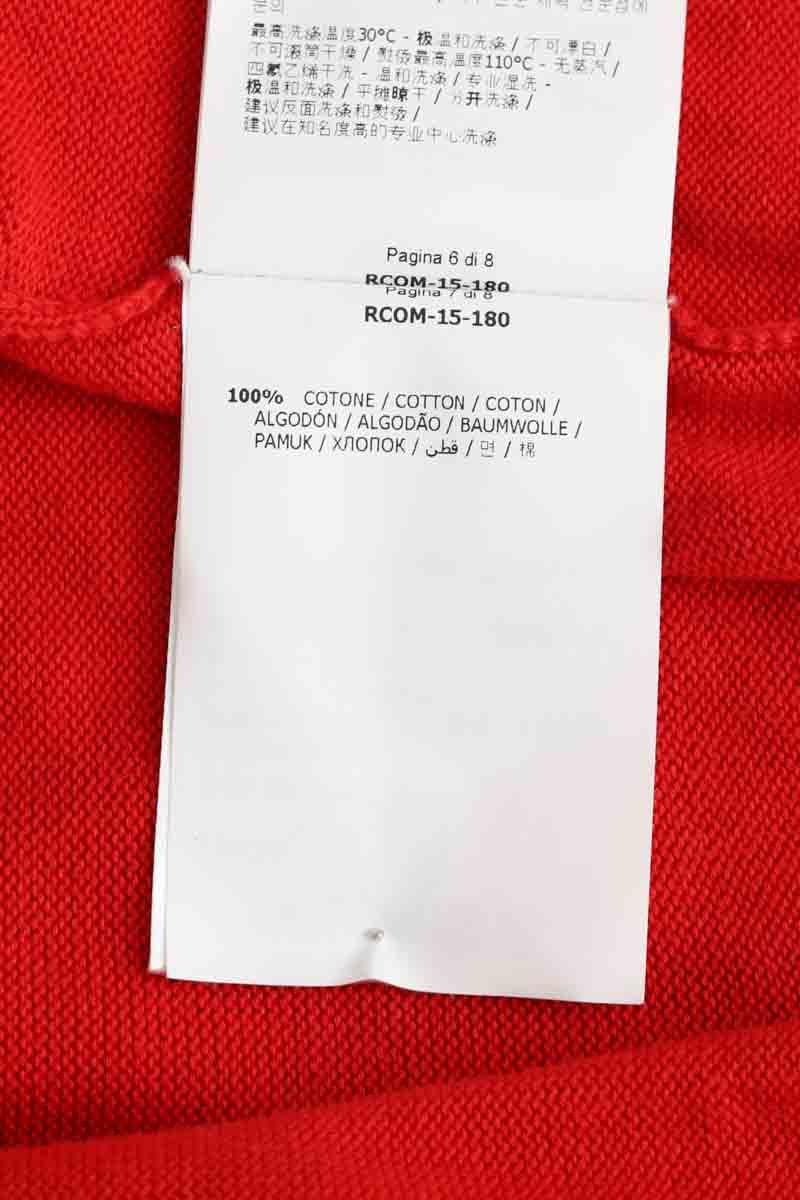 문의
最高洗涤温度30°C - 极温和洗涤 / 不可漂白 /
不可滚筒干燥 / 熨烫最高温度110°C - 无蒸汽 /
四氯乙烯干洗 - 温和洗涤 / 专业湿洗 -
极温和洗涤 / 平摊晾干 / 分开洗涤 /
建议反面洗涤和熨烫 /
建议在知名度高的专业中心洗涤
Pagina 6 di 8
RCOM-15-180
Pagina 7 di 8
RCOM-15-180
100% COTONE / COTTON / COTON /
ALGODÓN / ALGODÃO / BAUMWOLLE /
PAMUK / ХЛОПОК / قطن / 면 / 棉